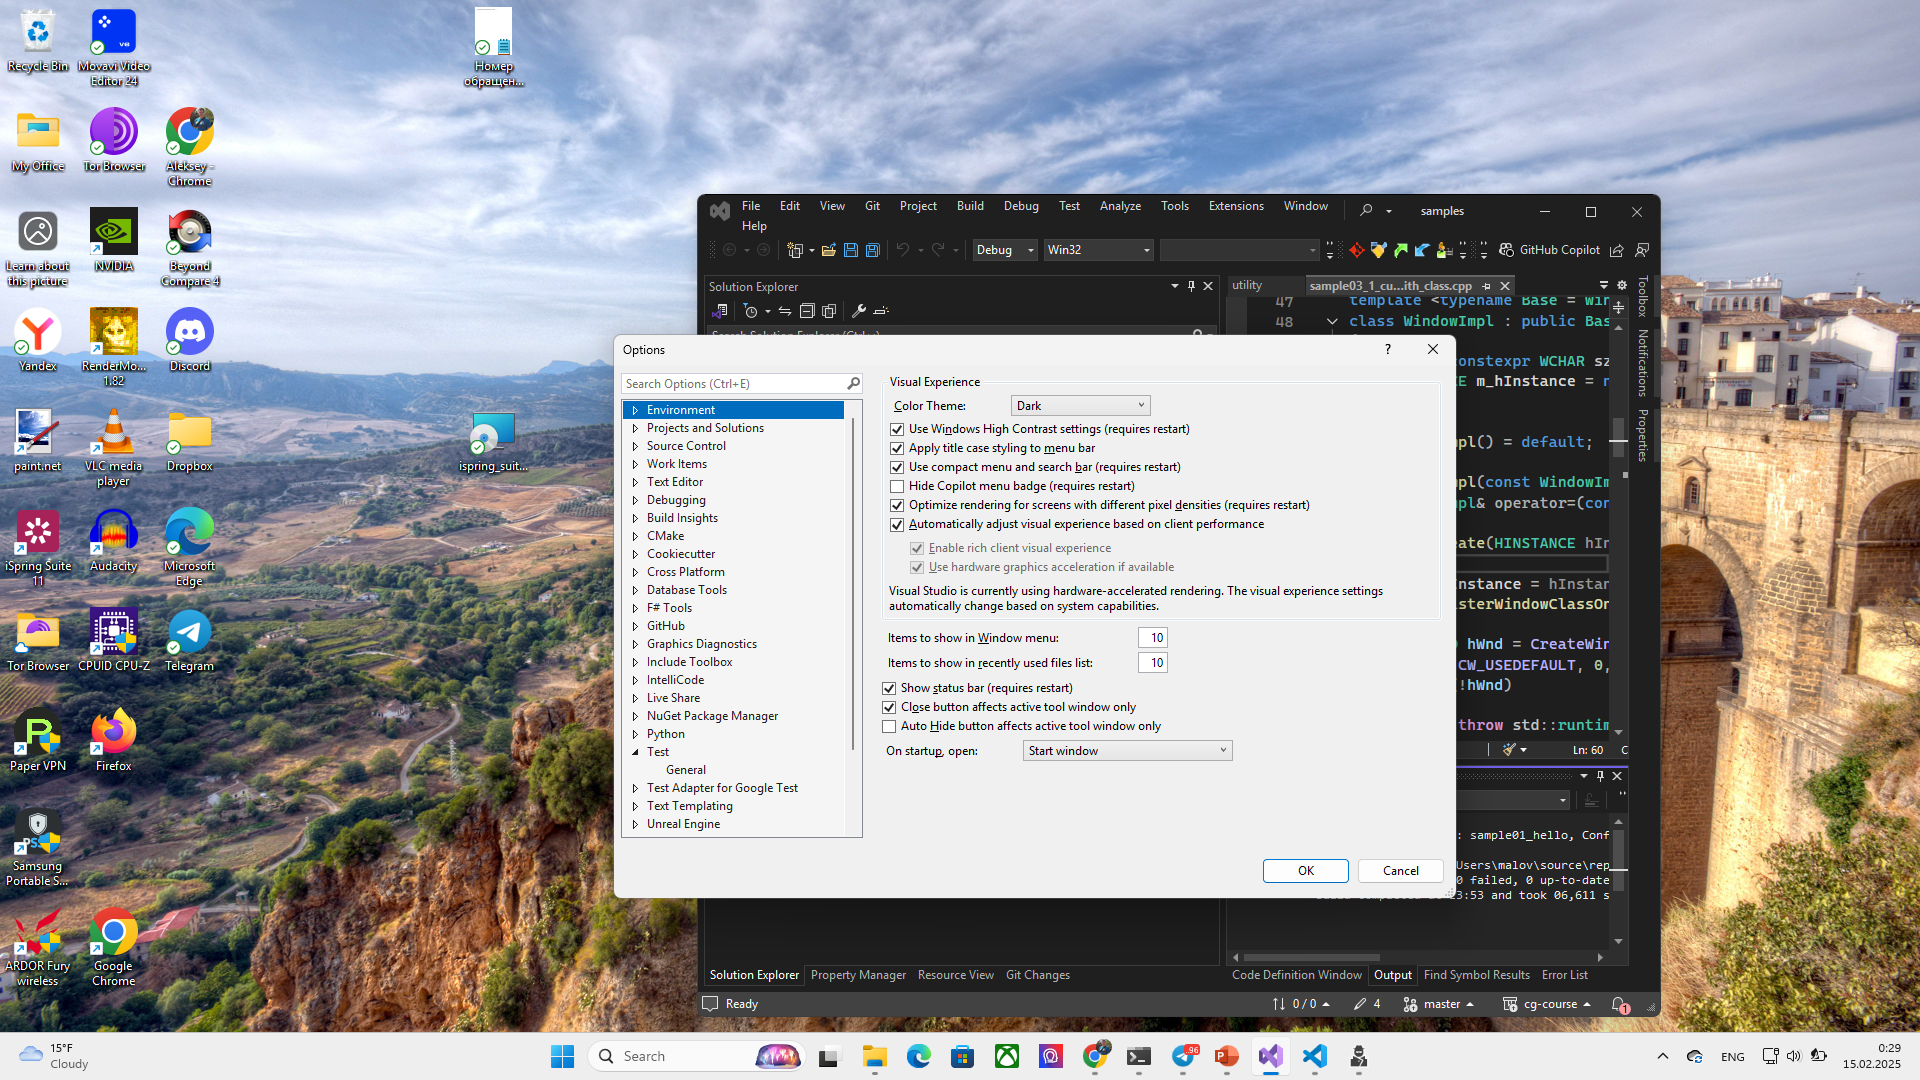 Recycle Bin
Movavi Video
Editor 24
Номер
обращен...
My Office
Tor Browser
Aleksey -
Chrome
Learn about
this picture
NVIDIA
Beyond
Compare 4
Yandex
RenderMo...
1.82
Discord
paint.net
VLC media
player
Dropbox
ispring_suit...
iSpring Suite
11
Audacity
Microsoft
Edge
Tor Browser
CPUID CPU-Z
Telegram
Paper VPN
Firefox
Samsung
Portable S...
ARDOR Fury
wireless
Google
Chrome
File Edit View Git Project Build Debug Test Analyze Tools Extensions Window
samples
Help
Debug
Win32
GitHub Copilot
Solution Explorer
utility
sample03_1_cu...ith_class.cpp
Toolbox
Notifications
Properties
47 template <typename Base = Win
48 class WindowImpl : public Bas
constexpr WCHAR sz
E m_hInstance = n
mpl() = default;
mpl(const WindowIm
mpl& operator=(con
eate(HINSTANCE hIn
nstance = hInstan
isterWindowClassOn
hWnd = CreateWin
CW_USEDEFAULT, 0,
!hWnd)
throw std::runtim
Ln: 60 C
Options
?
Search Options (Ctrl+E)
Environment
Projects and Solutions
Source Control
Work Items
Text Editor
Debugging
Build Insights
CMake
Cookiecutter
Cross Platform
Database Tools
F# Tools
GitHub
Graphics Diagnostics
Include Toolbox
IntelliCode
Live Share
NuGet Package Manager
Python
Test
General
Test Adapter for Google Test
Text Templating
Unreal Engine
Visual Experience
Color Theme: Dark
Use Windows High Contrast settings (requires restart)
Apply title case styling to menu bar
Use compact menu and search bar (requires restart)
Hide Copilot menu badge (requires restart)
Optimize rendering for screens with different pixel densities (requires restart)
Automatically adjust visual experience based on client performance
Enable rich client visual experience
Use hardware graphics acceleration if available
Visual Studio is currently using hardware-accelerated rendering. The visual experience settings
automatically change based on system capabilities.
Items to show in Window menu: 10
Items to show in recently used files list: 10
Show status bar (requires restart)
Close button affects active tool window only
Auto Hide button affects active tool window only
On startup, open: Start window
OK
Cancel
: sample01_hello, Conf
Users\malov\source\rep
0 failed, 0 up-to-date
3:53 and took 06,611 s
Solution Explorer Property Manager Resource View Git Changes
Code Definition Window Output Find Symbol Results Error List
Ready
0 / 0
4
master
cg-course
1
15°F
Cloudy
Search
96
ENG
0:29
15.02.2025